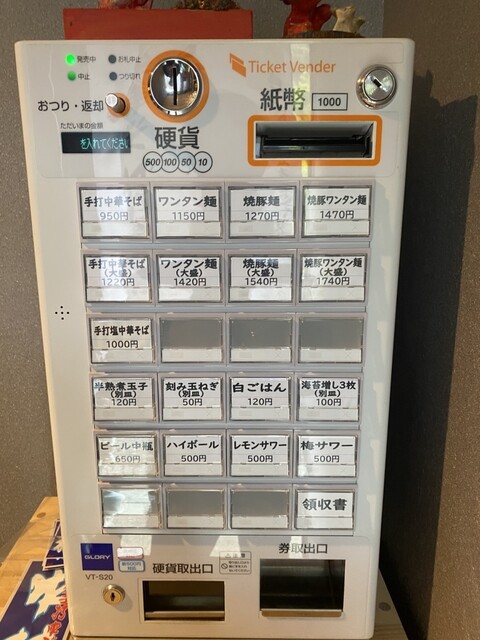 発売中 お札中止
中止 つり切れ
Ticket Vender
おつり・返却
紙幣 1000
ただいまの金額
を入れてください
硬貨
500 100 50 10
手打中華そば
950円
ワンタン麺
1150円
焼豚麺
1270円
焼豚ワンタン麺
1470円
手打中華そば
(大盛)
1220円
ワンタン麺
(大盛)
1420円
焼豚麺
(大盛)
1540円
焼豚ワンタン麺
(大盛)
1740円
手打塩中華そば
1000円
半熟煮玉子
(別皿)
120円
刻み玉ねぎ
(別皿)
50円
白ごはん
120円
海苔増し3枚
(別皿)
100円
ビール中瓶
650円
ハイボール
500円
レモンサワー
500円
梅サワー
500円
領収書
GLORY
新500円
対応
VT-S20
硬貨取出口
券取出口